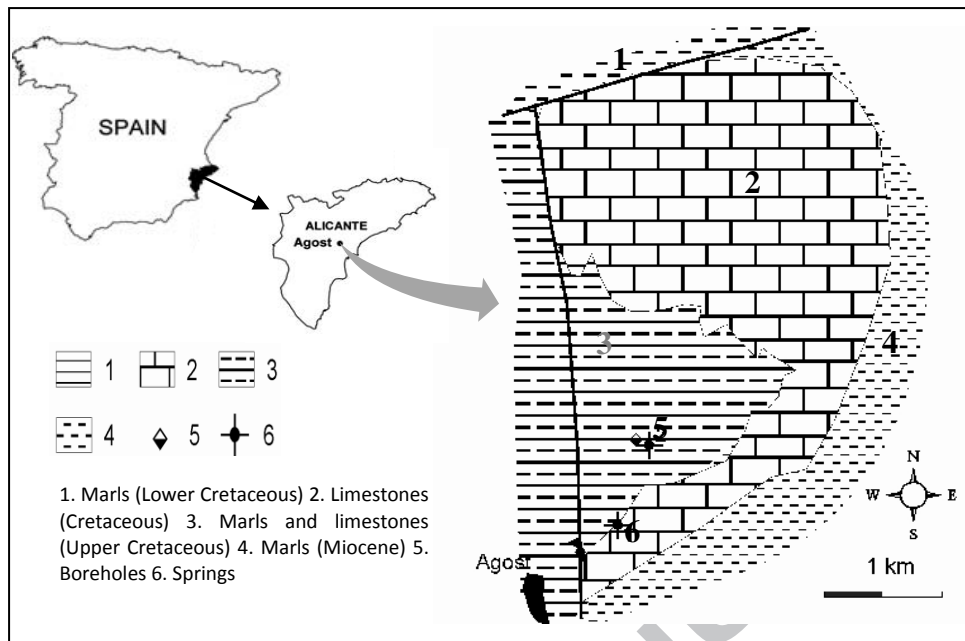 SPAIN
ALICANTE
Agost
1
2
3
4
5
6
1 2 3
4 5 6
1. Marls (Lower Cretaceous) 2. Limestones
(Cretaceous) 3. Marls and limestones
(Upper Cretaceous) 4. Marls (Miocene) 5.
Boreholes 6. Springs
Agost
N
W E
S
1 km